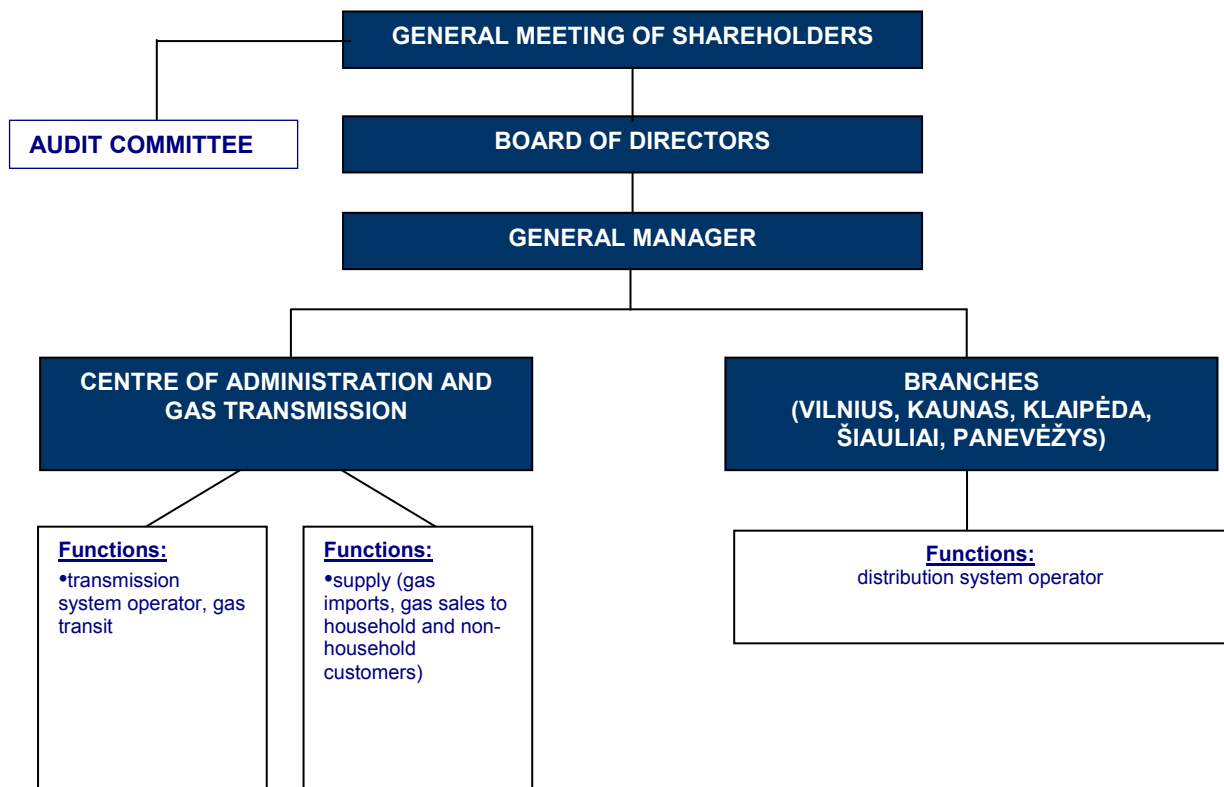 GENERAL MEETING OF SHAREHOLDERS
AUDIT COMMITTEE
BOARD OF DIRECTORS
GENERAL MANAGER
CENTRE OF ADMINISTRATION AND
GAS TRANSMISSION
BRANCHES
(VILNIUS, KAUNAS, KLAIPĖDA,
ŠIAULIAI, PANEVĖŽYS)
Functions:
•transmission
system operator, gas
transit
Functions:
•supply (gas
imports, gas sales to
household and non-
household
customers)
Functions:
distribution system operator